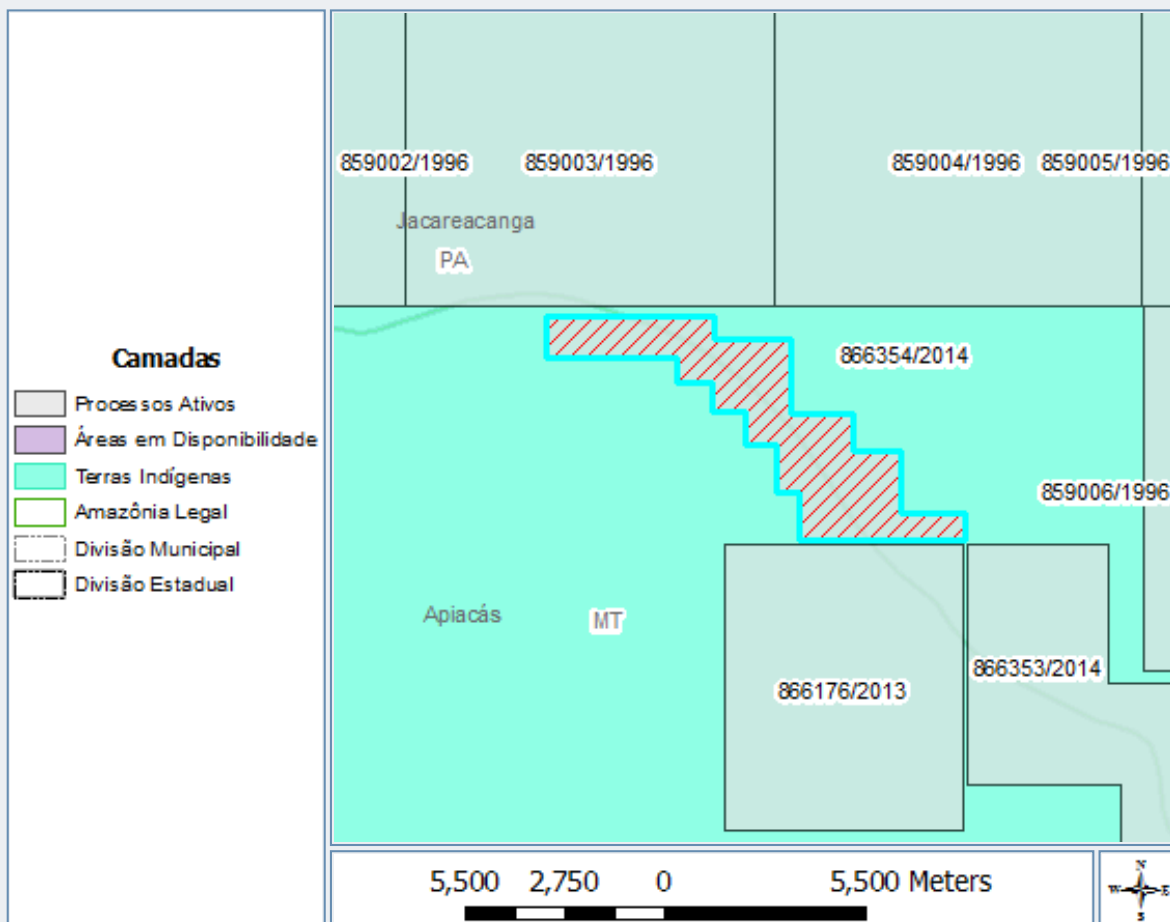 Camadas
Processos Ativos
Áreas em Disponibilidade
Terras Indígenas
Amazônia Legal
Divisão Municipal
Divisão Estadual
859002/1996
859003/1996
859004/1996
859005/1996
Jacareacanga
PA
866354/2014
859006/1996
Apiacás
MT
866353/2014
866176/2013
5,500 2,750 0 5,500 Meters
N
W E
S